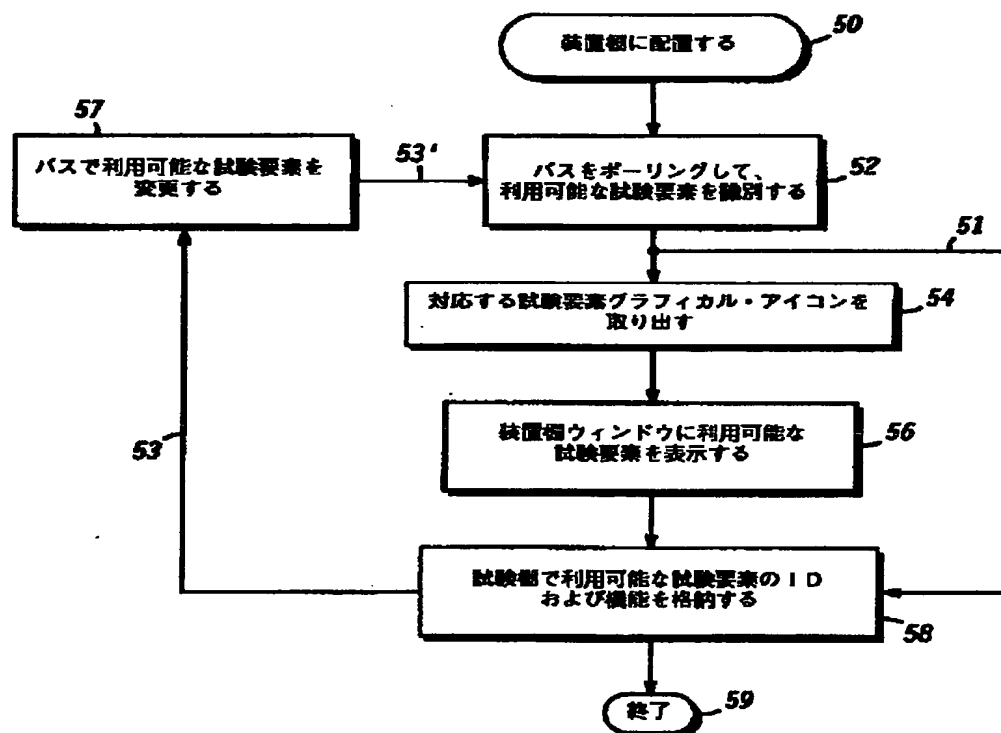 50
装置棚に配置する
57
バスで利用可能な試験要素を
変更する
53'
バスをポーリングして、
利用可能な試験要素を識別する
52
51
対応する試験要素グラフィカル・アイコンを
取り出す
54
装置棚ウィンドウに利用可能な
試験要素を表示する
56
53
試験棚で利用可能な試験要素のID
および機能を格納する
58
終了
59